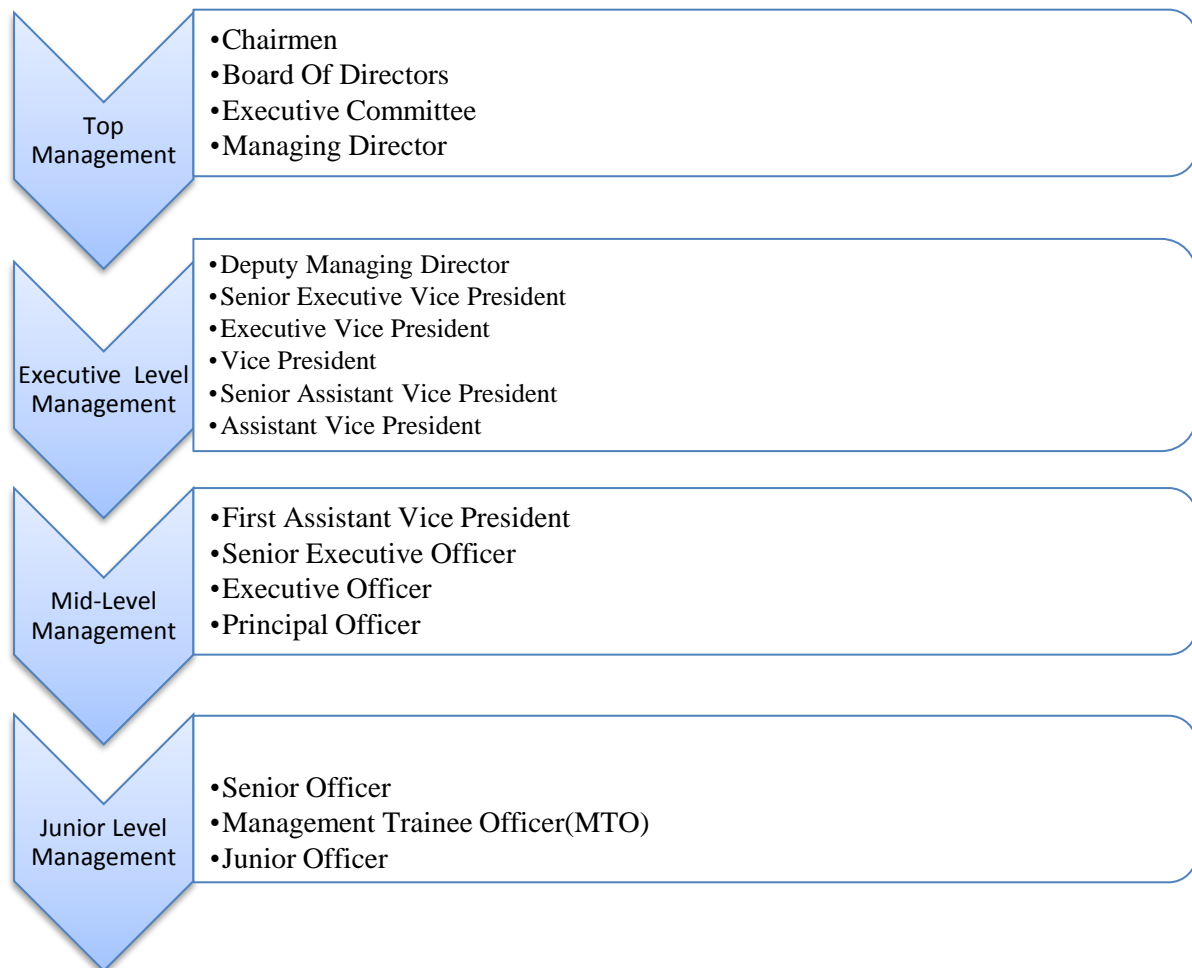 Top
Management
•Chairmen
•Board Of Directors
•Executive Committee
•Managing Director
Executive Level
Management
•Deputy Managing Director
•Senior Executive Vice President
•Executive Vice President
•Vice President
•Senior Assistant Vice President
•Assistant Vice President
Mid-Level
Management
•First Assistant Vice President
•Senior Executive Officer
•Executive Officer
•Principal Officer
Junior Level
Management
•Senior Officer
•Management Trainee Officer(MTO)
•Junior Officer